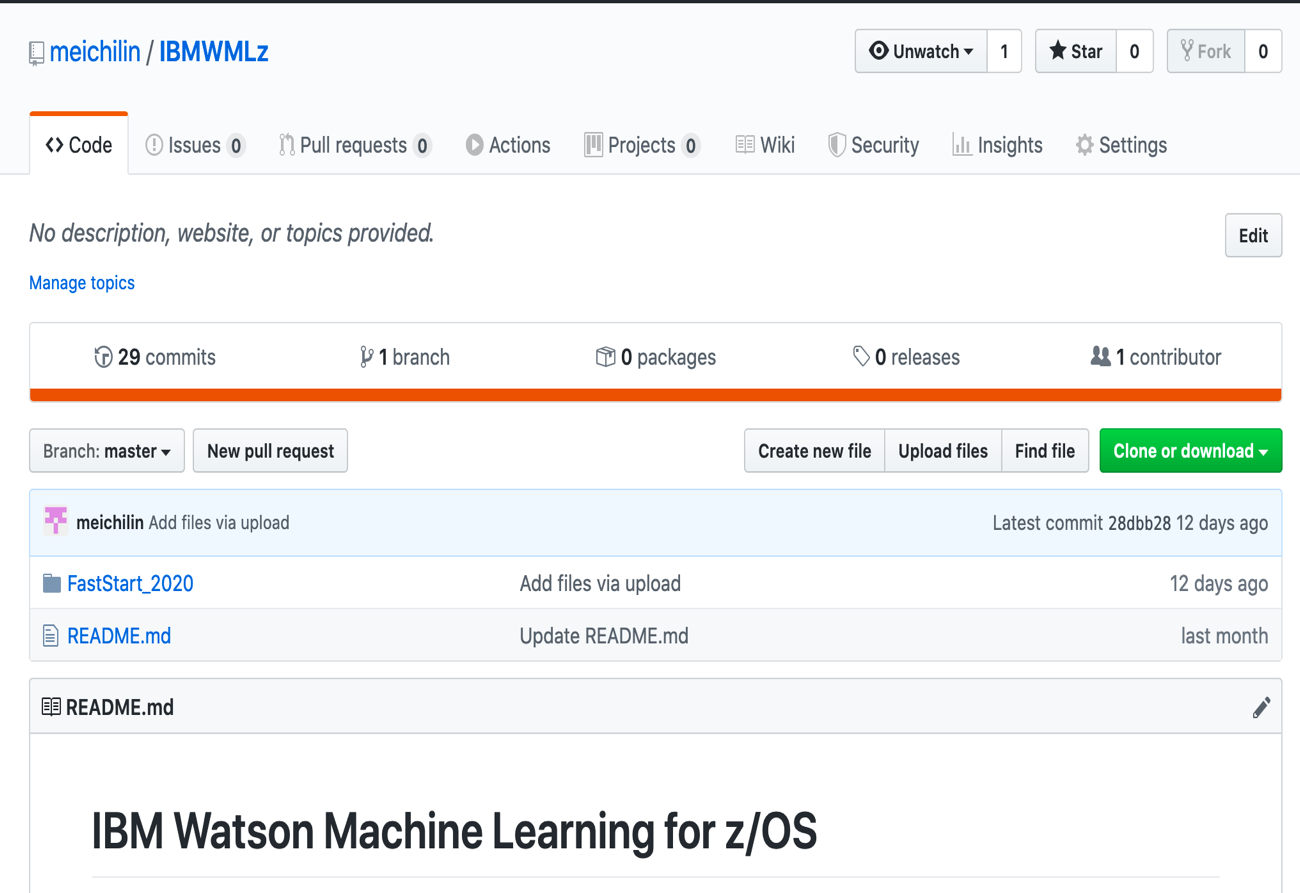 meichilin / IBMWMLz Unwatch 1 Star 0 Fork 0
Code Issues 0 Pull requests 0 Actions Projects 0 Wiki Security Insights Settings
No description, website, or topics provided. Edit
Manage topics
29 commits 1 branch 0 packages 0 releases 1 contributor
Branch: master New pull request Create new file Upload files Find file Clone or download
meichilin Add files via upload Latest commit 28dbb28 12 days ago
FastStart_2020 Add files via upload 12 days ago
README.md Update README.md last month
README.md
IBM Watson Machine Learning for z/OS